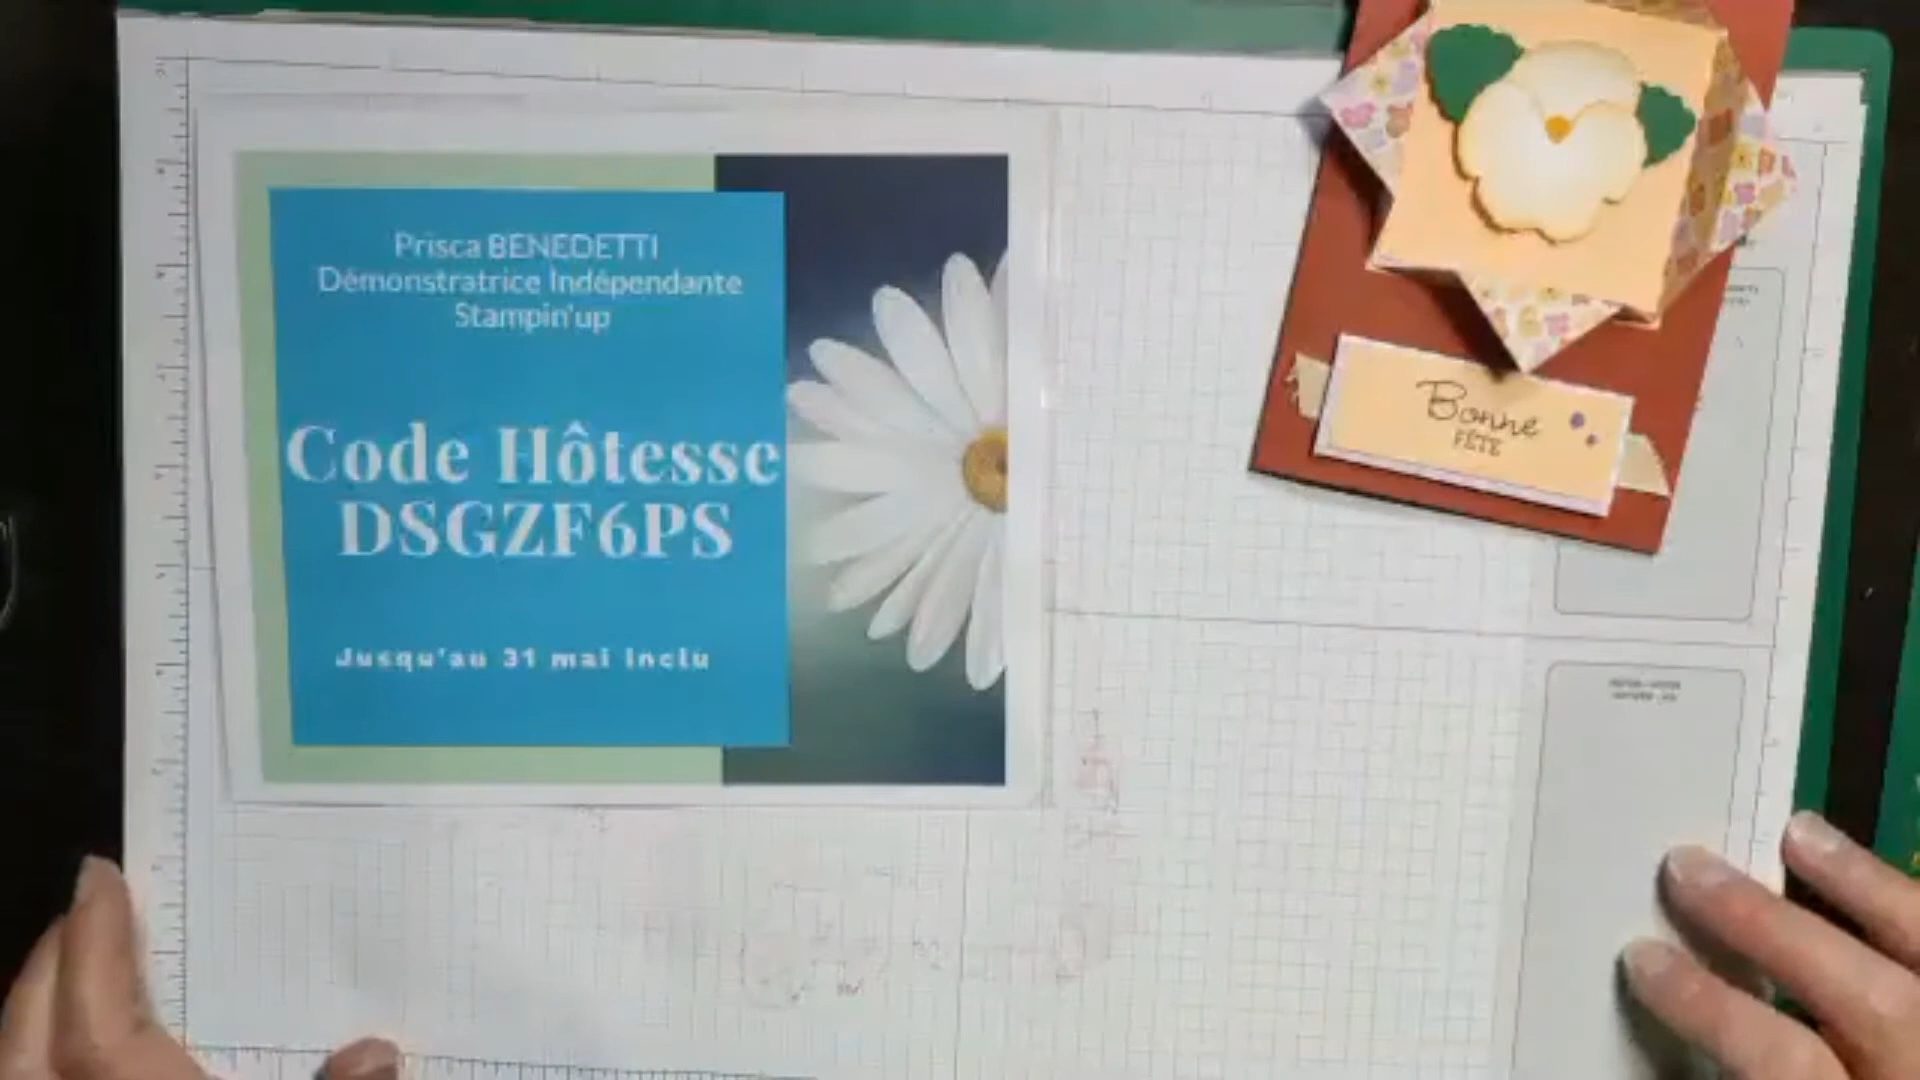 Prisca BENEDETTI
Démonstratrice Indépendante
Stampin'up
Code Hôtesse
DSGZF6PS
Jusqu'au 31 mai inclu
Bonne
FÊTE